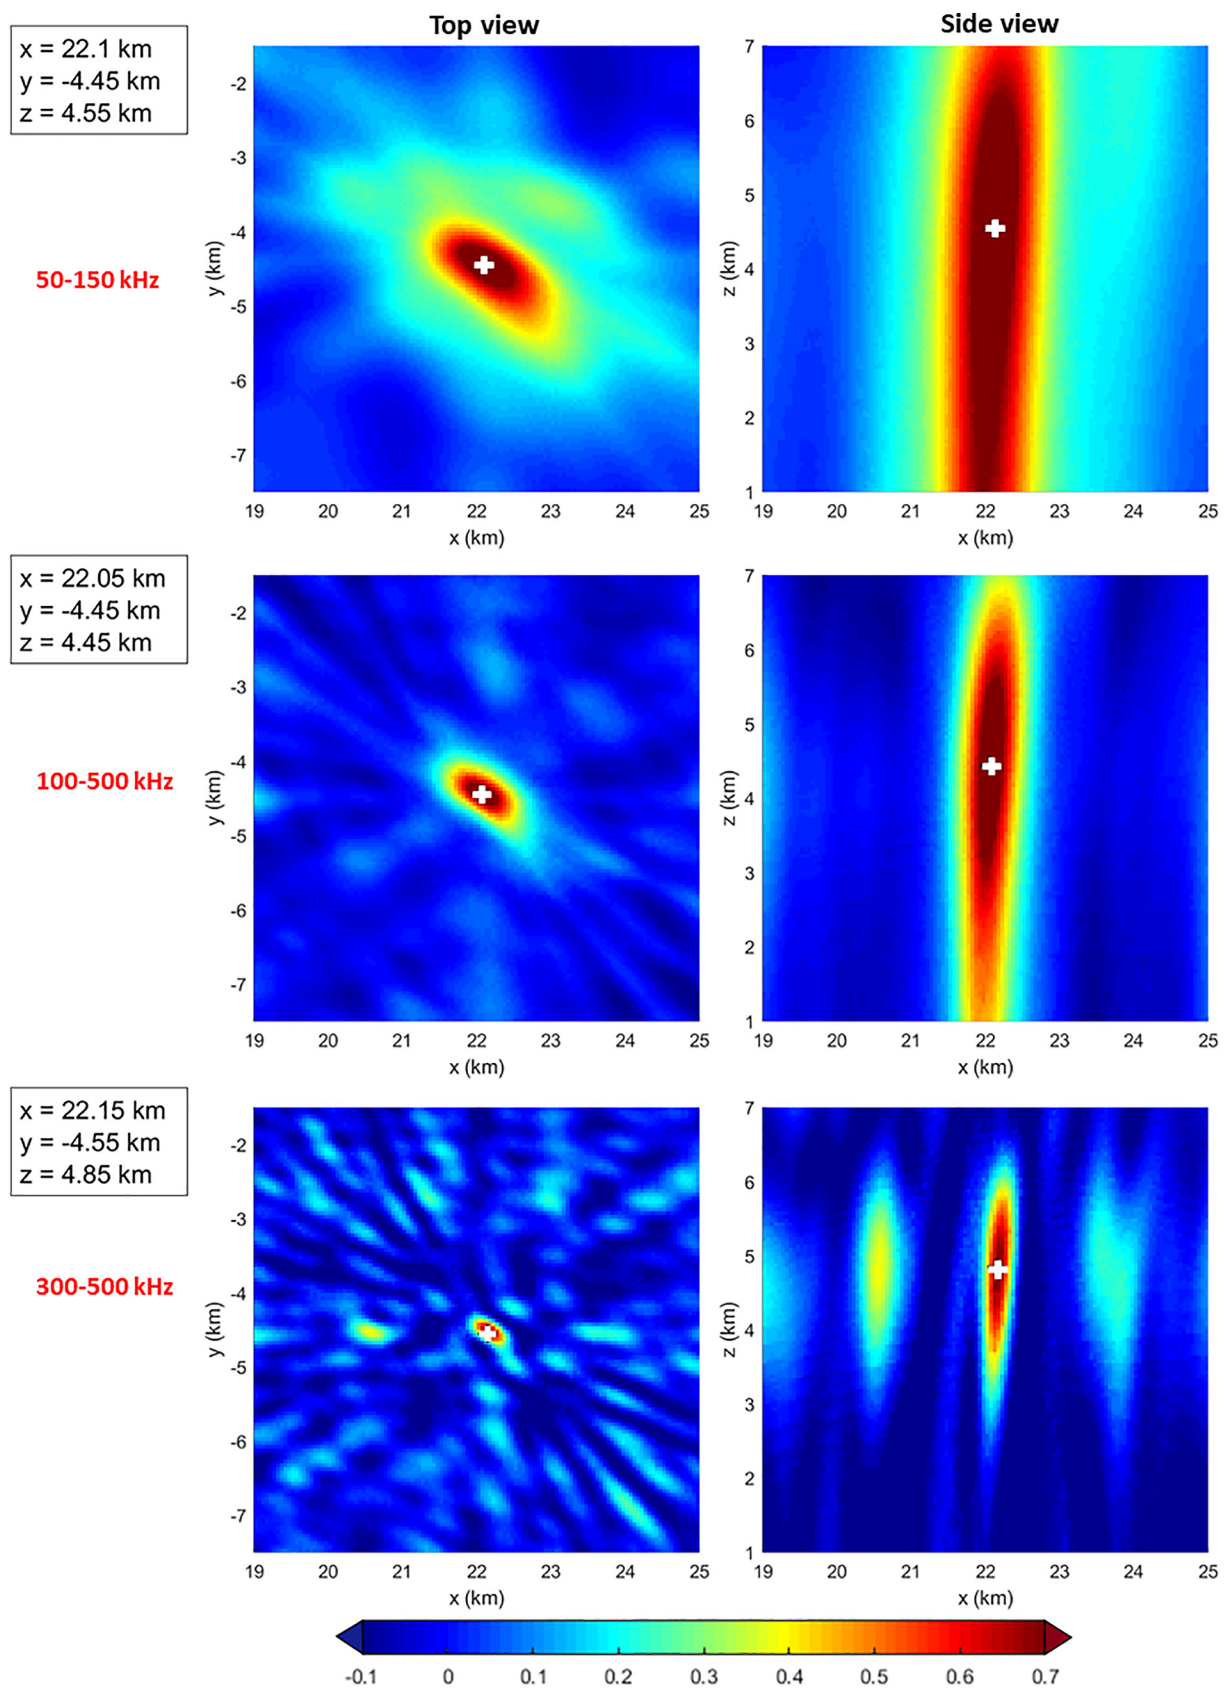 Top view
Side view
x = 22.1 km
y = -4.45 km
z = 4.55 km
50-150 kHz
y (km)
-2
-3
-4
-5
-6
-7
19 20 21 22 23 24 25
x (km)
z (km)
7
6
5
4
3
2
1
19 20 21 22 23 24 25
x (km)
x = 22.05 km
y = -4.45 km
z = 4.45 km
100-500 kHz
y (km)
-2
-3
-4
-5
-6
-7
19 20 21 22 23 24 25
x (km)
z (km)
7
6
5
4
3
2
1
19 20 21 22 23 24 25
x (km)
x = 22.15 km
y = -4.55 km
z = 4.85 km
300-500 kHz
y (km)
-2
-3
-4
-5
-6
-7
19 20 21 22 23 24 25
x (km)
z (km)
7
6
5
4
3
2
1
19 20 21 22 23 24 25
x (km)
-0.1 0 0.1 0.2 0.3 0.4 0.5 0.6 0.7